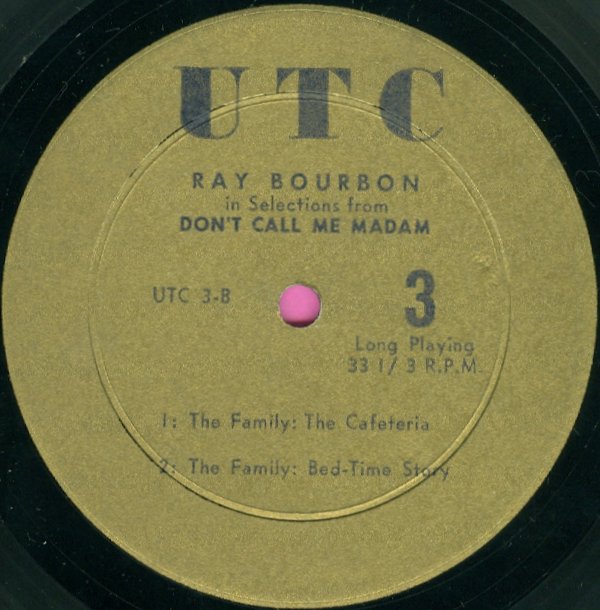 UTC
RAY BOURBON
in Selections from
DON'T CALL ME MADAM
UTC 3-B
3
Long Playing
33 1/3 R.P.M.
1: The Family: The Cafeteria
2: The Family: Bed-Time Story